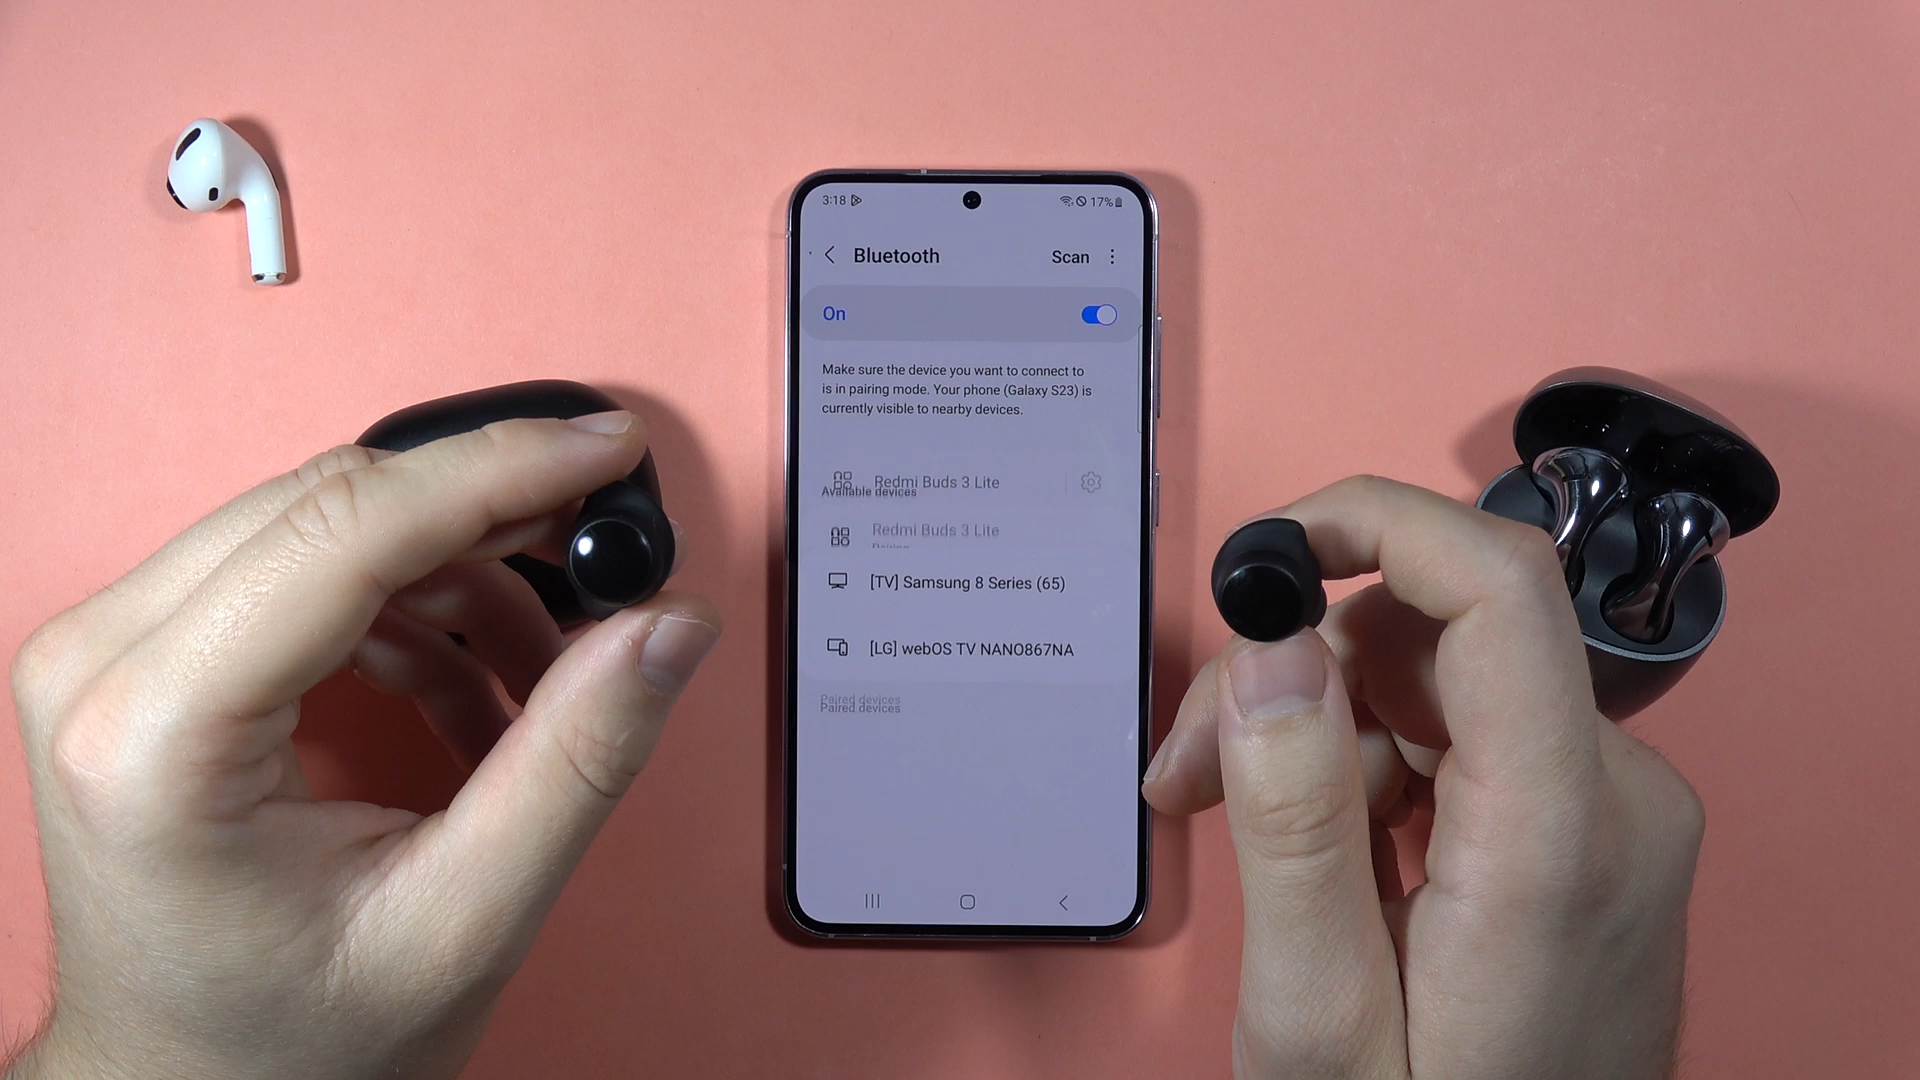 3:18
17%
Bluetooth
Scan
On
Make sure the device you want to connect to
is in pairing mode. Your phone (Galaxy S23) is
currently visible to nearby devices.
Redmi Buds 3 Lite
Available devices
Redmi Buds 3 Lite
[TV] Samsung 8 Series (65)
[LG] webOS TV NANO867NA
Paired devices
Paired devices